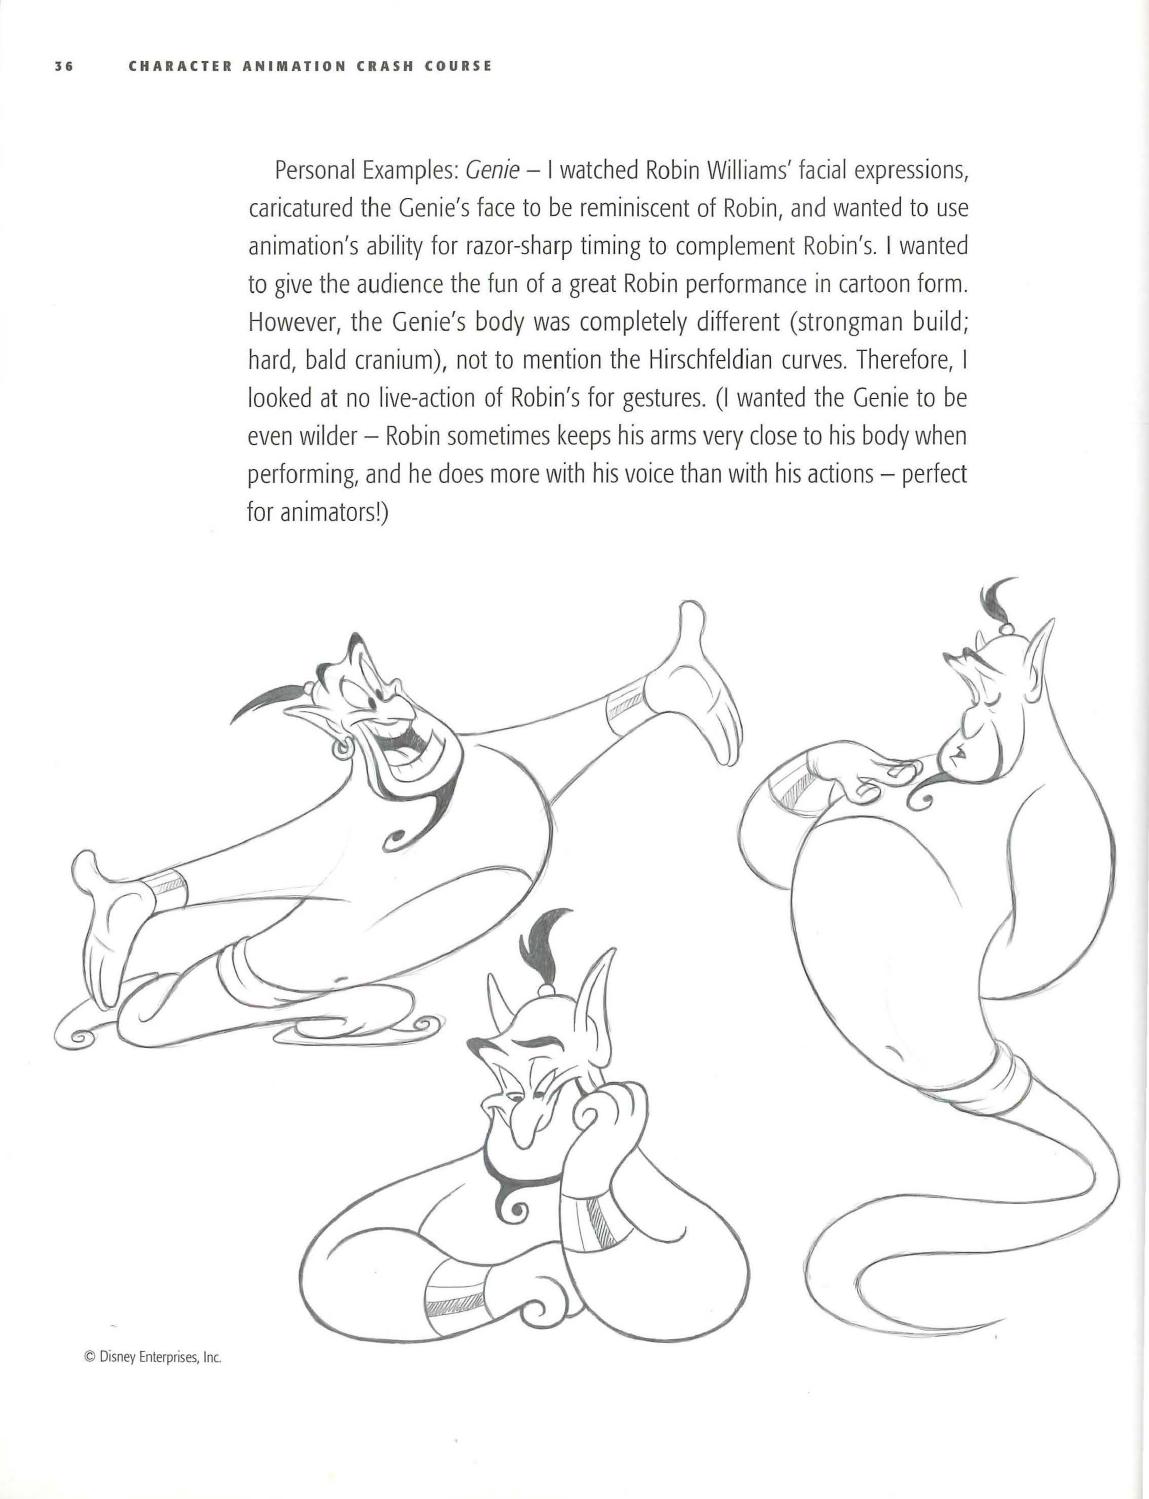 36 CHARACTER ANIMATION CRASH COURSE
Personal Examples: Genie – I watched Robin Williams’ facial expressions,
caricatured the Genie’s face to be reminiscent of Robin, and wanted to use
animation’s ability for razor-sharp timing to complement Robin’s. I wanted
to give the audience the fun of a great Robin performance in cartoon form.
However, the Genie’s body was completely different (strongman build;
hard, bald cranium), not to mention the Hirschfeldian curves. Therefore, I
looked at no live-action of Robin’s for gestures. (I wanted the Genie to be
even wilder – Robin sometimes keeps his arms very close to his body when
performing, and he does more with his voice than with his actions – perfect
for animators!)
© Disney Enterprises, Inc.